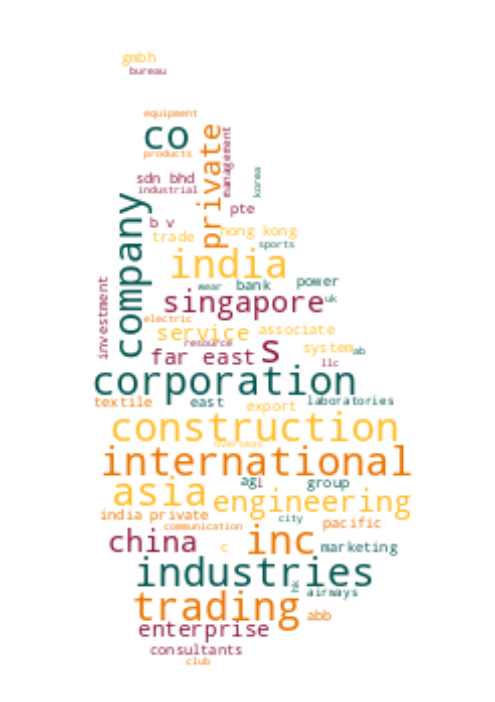 gmbh
bureau
equipment
co
products
private
management
sdn bhd
industrial
korea
company
pte
b v
trade
hong kong
sports
india
wear
bank
power
investment
singapore
uk
electric
service
associate
resource
far east
s
system
ab
llc
corporation
textile
east
export
laboratories
construction
overseas
international
asia
agl
group
engineering
india private
city
communication
pacific
china
c
inc
marketing
industries
hk
airways
trading
abb
enterprise
consultants
club